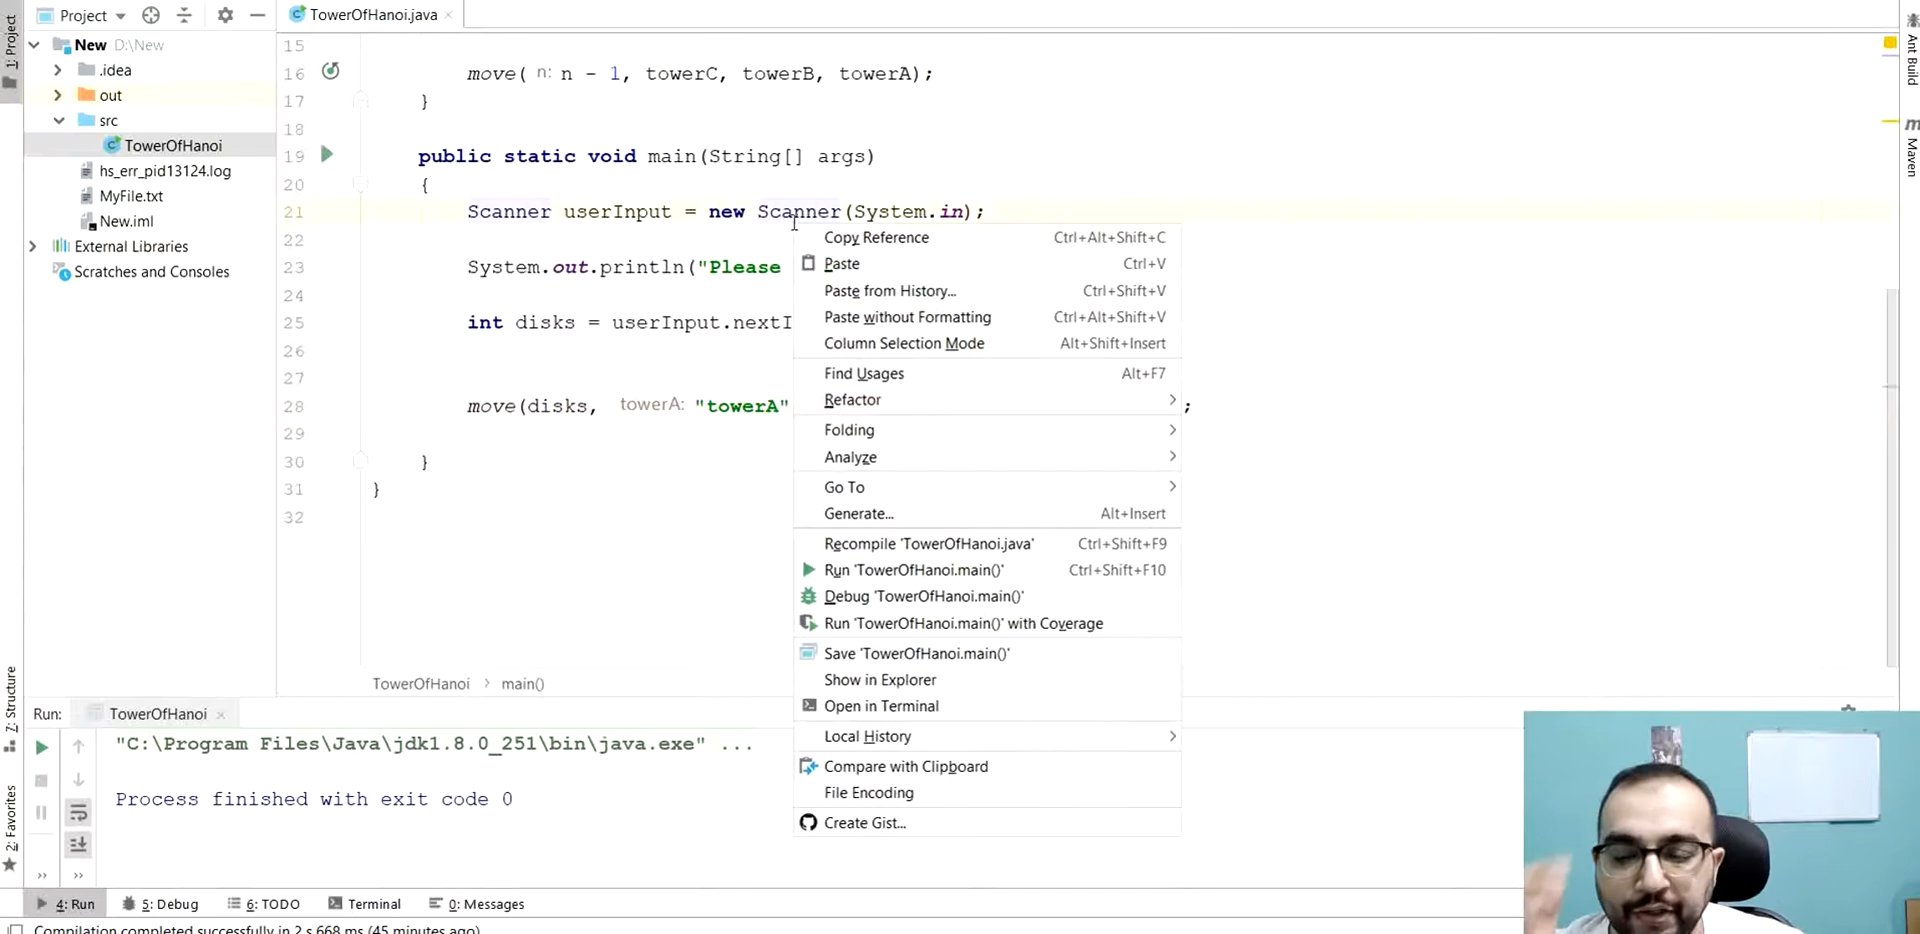 1: Project
Project
New D:\New
.idea
out
src
TowerOfHanoi
hs_err_pid13124.log
MyFile.txt
New.iml
External Libraries
Scratches and Consoles
TowerOfHanoi.java
15
16 move( n: n - 1, towerC, towerB, towerA);
17 }
18
19 public static void main(String[] args)
20 {
21 Scanner userInput = new Scanner(System.in);
22
23 System.out.println("Please
24
25 int disks = userInput.nextI
26
27
28 move(disks, towerA: "towerA" ;
29
30 }
31 }
32
Copy Reference Ctrl+Alt+Shift+C
Paste Ctrl+V
Paste from History... Ctrl+Shift+V
Paste without Formatting Ctrl+Alt+Shift+V
Column Selection Mode Alt+Shift+Insert
Find Usages Alt+F7
Refactor
Folding
Analyze
Go To
Generate... Alt+Insert
Recompile 'TowerOfHanoi.java' Ctrl+Shift+F9
Run 'TowerOfHanoi.main()' Ctrl+Shift+F10
Debug 'TowerOfHanoi.main()'
Run 'TowerOfHanoi.main()' with Coverage
Save 'TowerOfHanoi.main()'
Show in Explorer
Open in Terminal
Local History
Compare with Clipboard
File Encoding
Create Gist...
Ant Build
m Maven
TowerOfHanoi > main()
7: Structure
2: Favorites
Run: TowerOfHanoi
"C:\Program Files\Java\jdk1.8.0_251\bin\java.exe" ...
Process finished with exit code 0
4: Run 5: Debug 6: TODO Terminal 0: Messages
Compilation completed successfully in 2 s 668 ms (45 minutes ago)